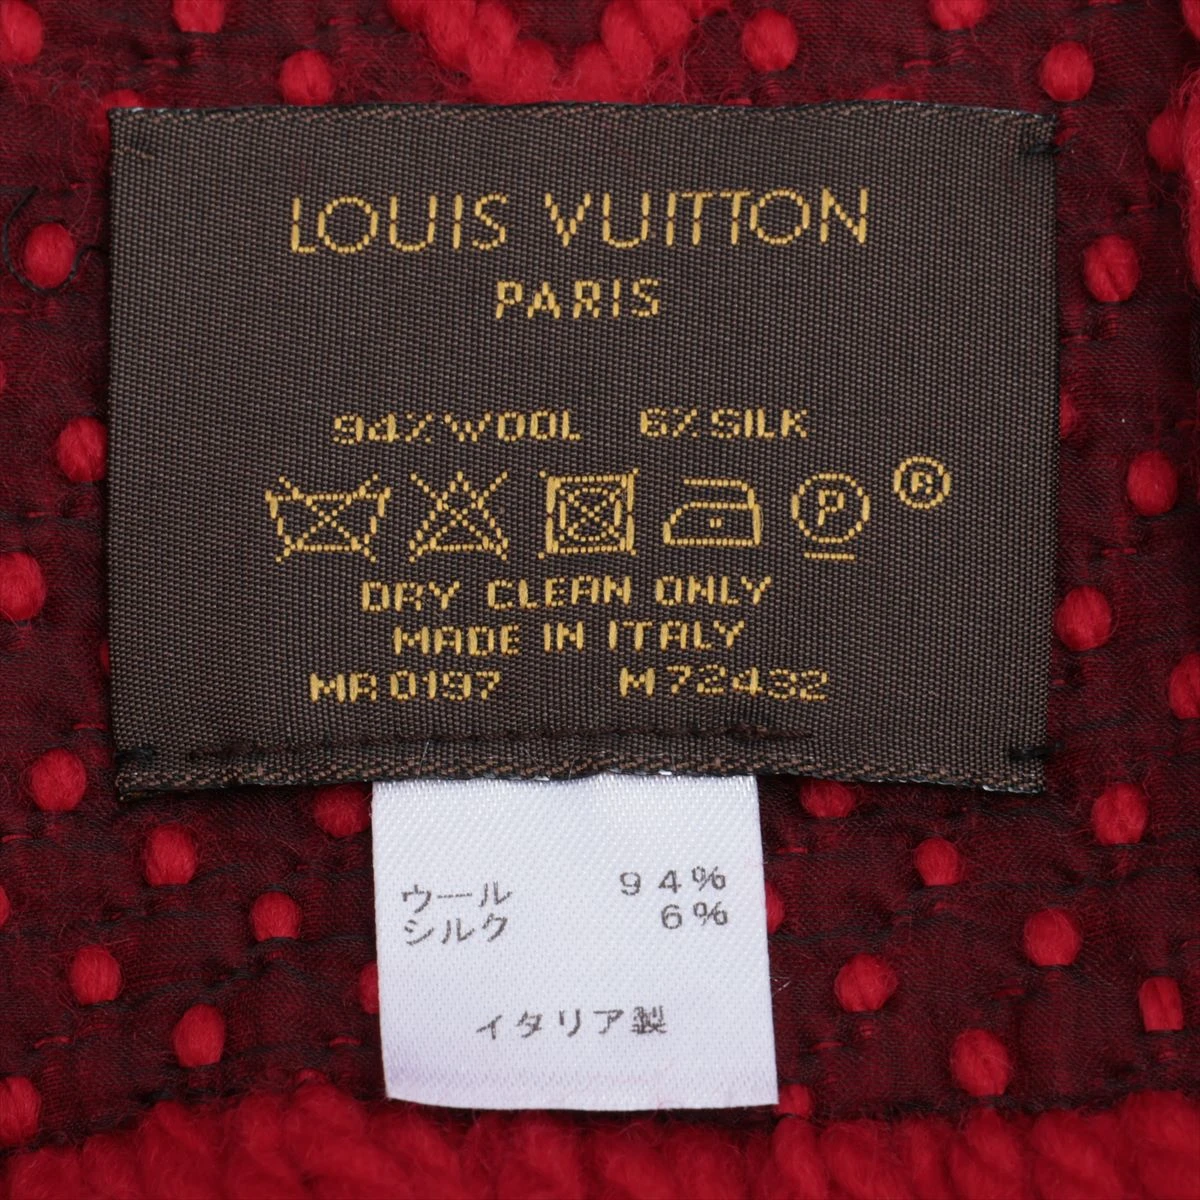 LOUIS VUITTON
PARIS
94% WOOL 6% SILK
P ®
DRY CLEAN ONLY
MADE IN ITALY
MR0197 M72432
ウール 94%
シルク 6%
イタリア製